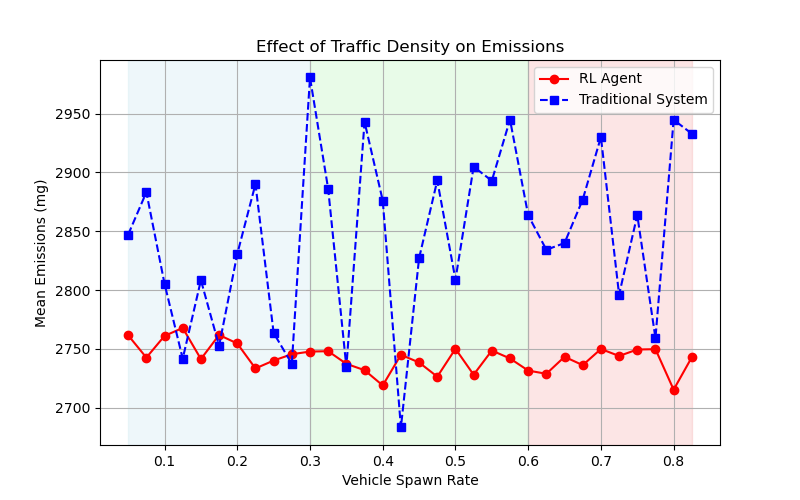 Effect of Traffic Density on Emissions
RL Agent
Traditional System
Mean Emissions (mg)
2950
2900
2850
2800
2750
2700
0.1 0.2 0.3 0.4 0.5 0.6 0.7 0.8
Vehicle Spawn Rate